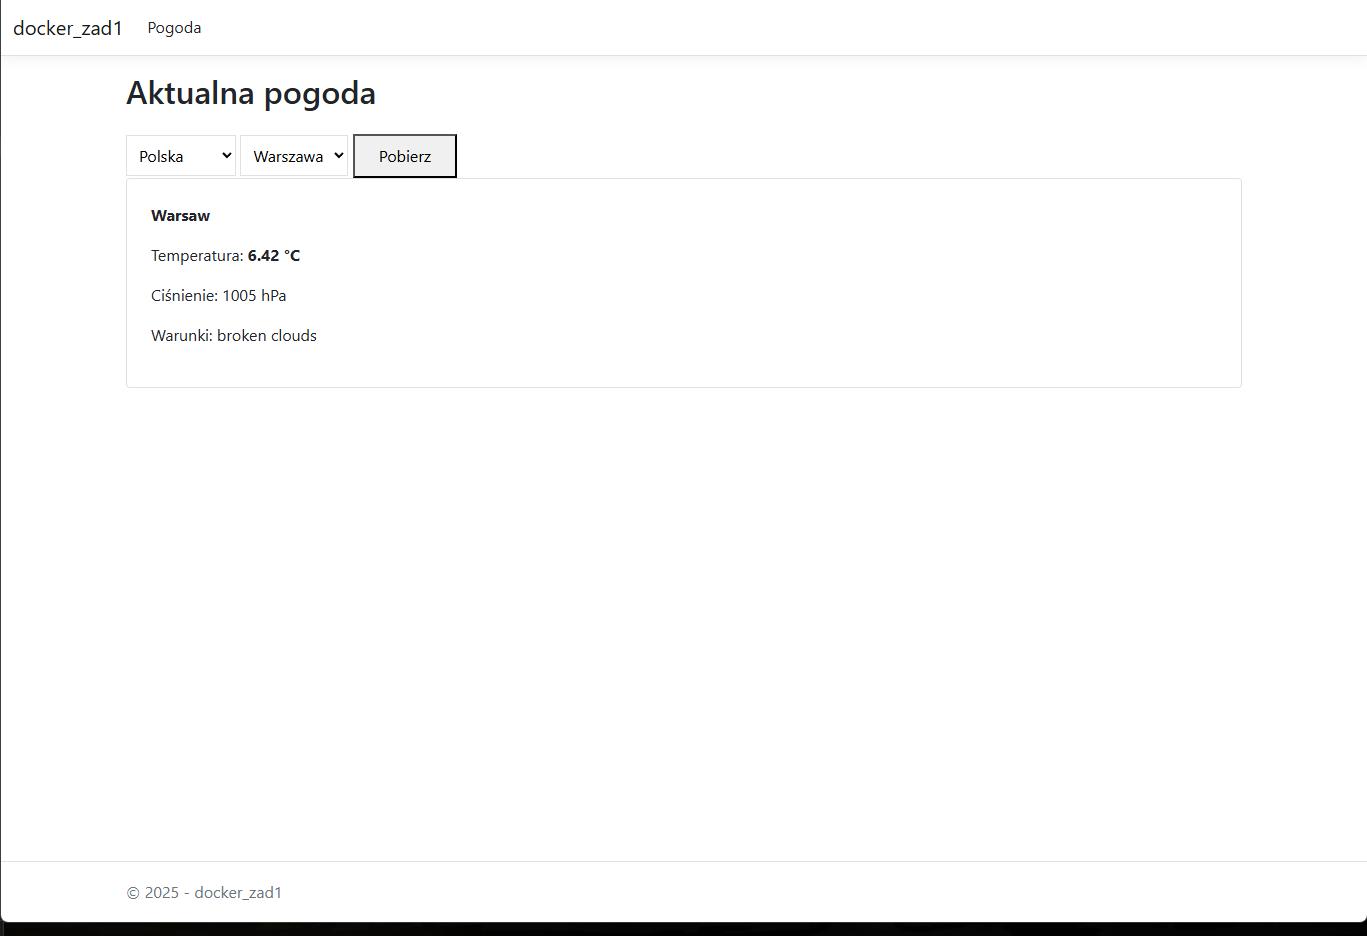 docker_zad1 Pogoda
Aktualna pogoda
Polska Warszawa Pobierz
Warsaw
Temperatura: 6.42 °C
Ciśnienie: 1005 hPa
Warunki: broken clouds
© 2025 - docker_zad1